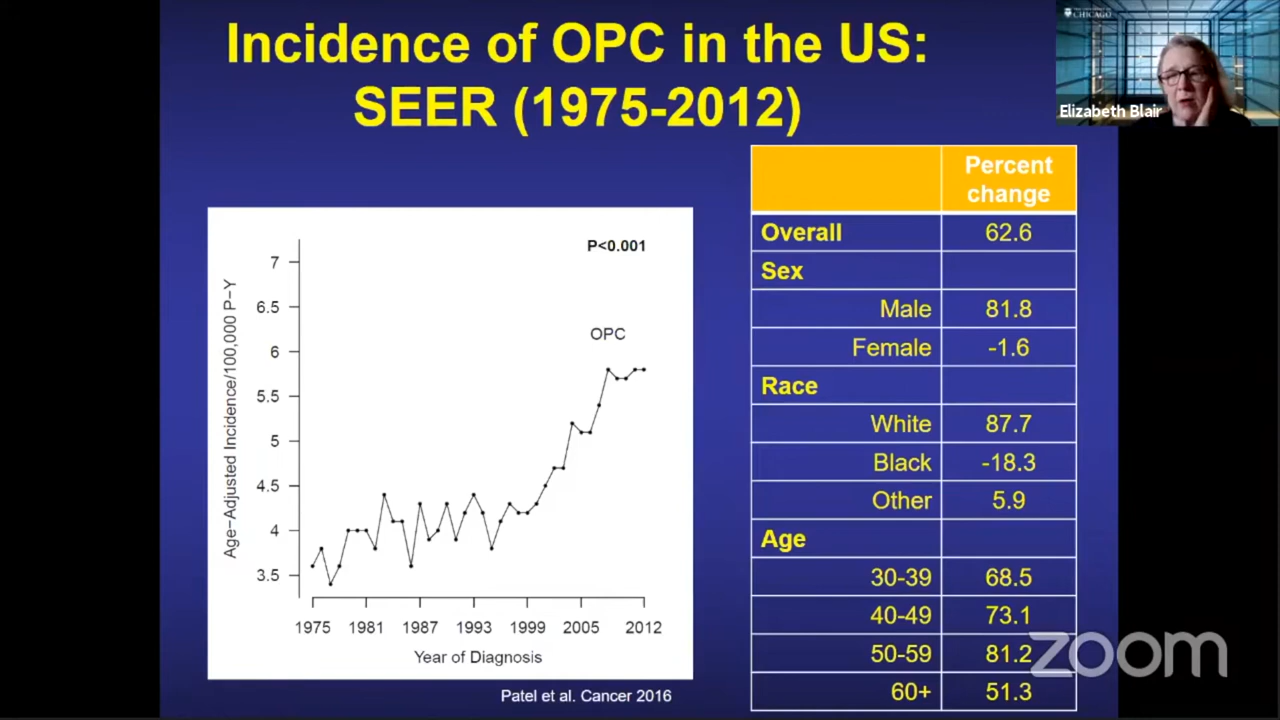 Incidence of OPC in the US:
SEER (1975-2012)
CHICAGO
Elizabeth Blair
P<0.001
OPC
Age-Adjusted Incidence/100,000 P-Y
7
6.5
6
5.5
5
4.5
4
3.5
1975 1981 1987 1993 1999 2005 2012
Year of Diagnosis
Patel et al. Cancer 2016
Percent
change
Overall 62.6
Sex
Male 81.8
Female -1.6
Race
White 87.7
Black -18.3
Other 5.9
Age
30-39 68.5
40-49 73.1
50-59 81.2
60+ 51.3
zoom